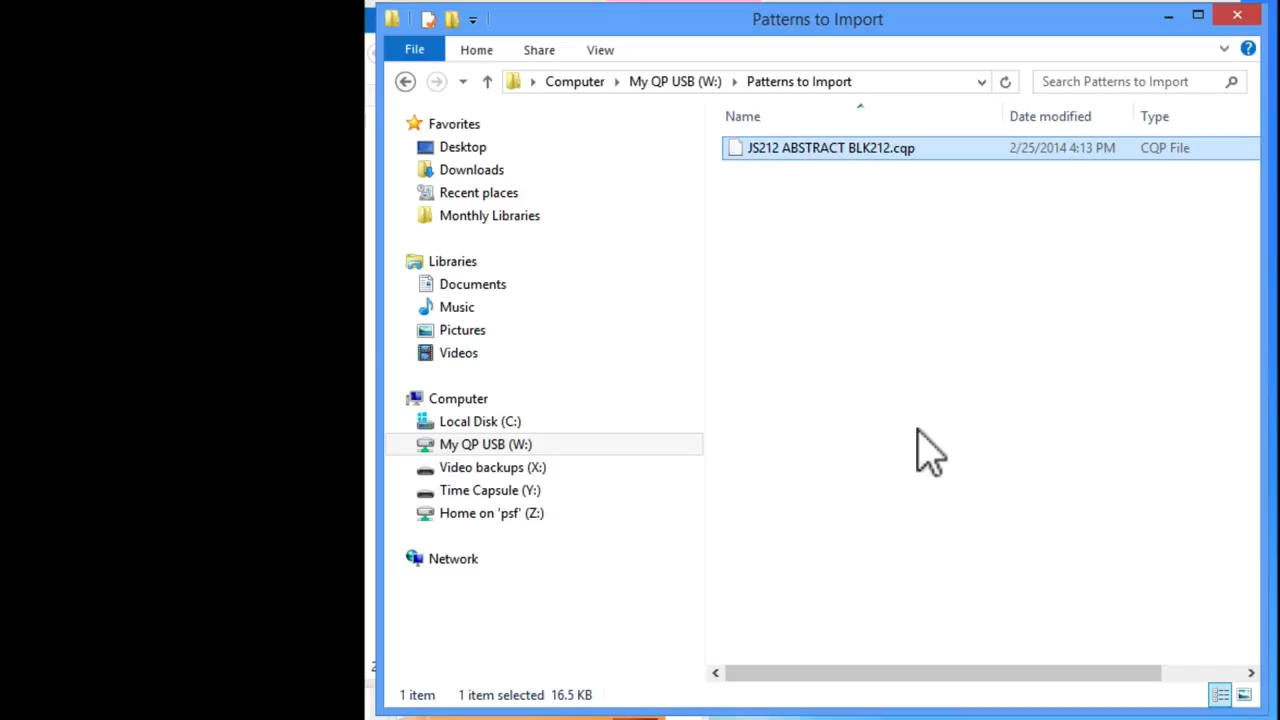 Patterns to Import
File Home Share View
Computer My QP USB (W:) Patterns to Import Search Patterns to Import
Name Date modified Type
JS212 ABSTRACT BLK212.cqp 2/25/2014 4:13 PM CQP File
Favorites
Desktop
Downloads
Recent places
Monthly Libraries
Libraries
Documents
Music
Pictures
Videos
Computer
Local Disk (C:)
My QP USB (W:)
Video backups (X:)
Time Capsule (Y:)
Home on 'psf' (Z:)
Network
1 item 1 item selected 16.5 KB